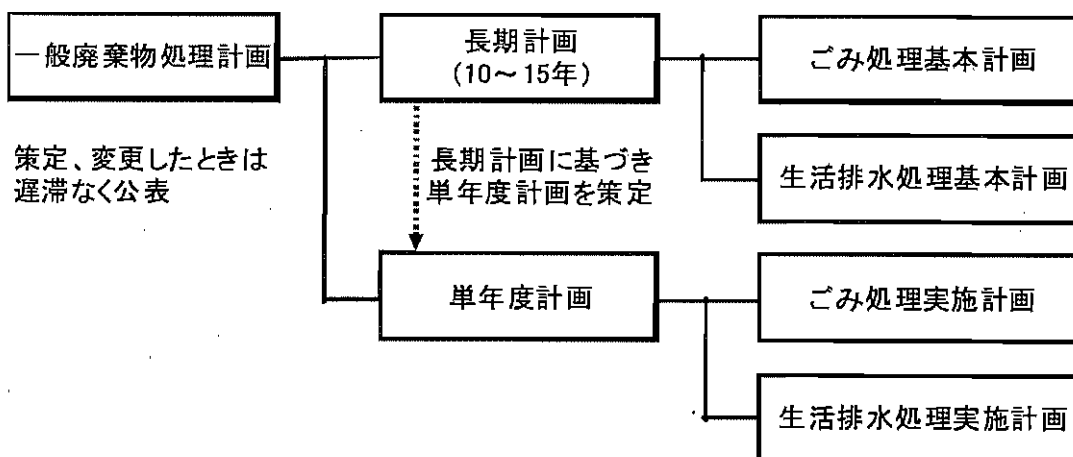 一般廃棄物処理計画
策定、変更したときは
遅滞なく公表
長期計画
(10～15年)
長期計画に基づき
単年度計画を策定
単年度計画
ごみ処理基本計画
生活排水処理基本計画
ごみ処理実施計画
生活排水処理実施計画